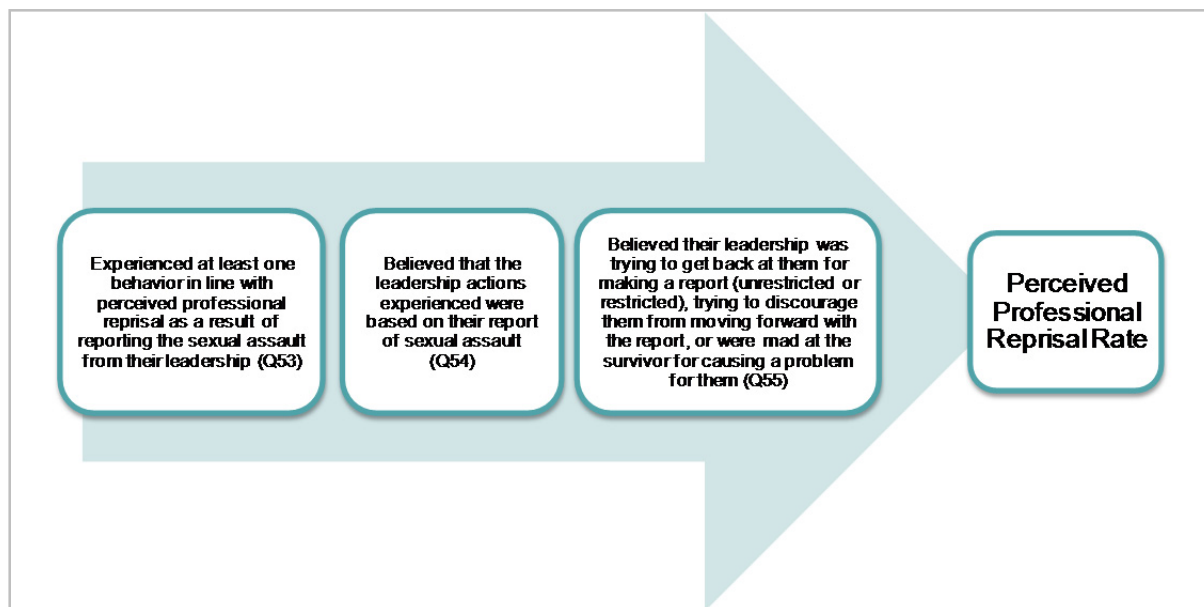 Experienced at least one
behavior in line with
perceived professional
reprisal as a result of
reporting the sexual assault
from their leadership (Q53)
Believed that the
leadership actions
experienced were
based on their report
of sexual assault
(Q54)
Believed their leadership was
trying to get back at them for
making a report (unrestricted or
restricted), trying to discourage
them from moving forward with
the report, or were mad at the
survivor for causing a problem
for them (Q55)
Perceived
Professional
Reprisal Rate